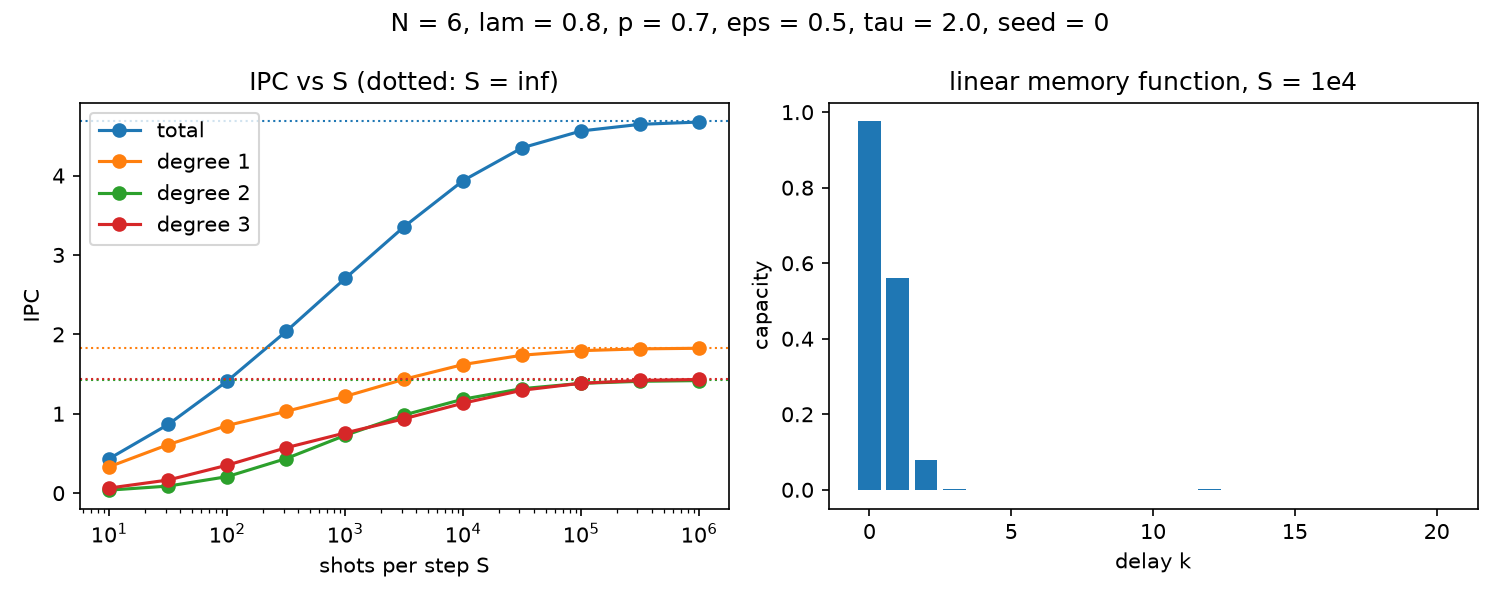 N = 6, lam = 0.8, p = 0.7, eps = 0.5, tau = 2.0, seed = 0
IPC vs S (dotted: S = inf)
total
degree 1
degree 2
degree 3
IPC
4
3
2
1
0
10¹
10²
10³
10⁴
10⁵
10⁶
shots per step S
linear memory function, S = 1e4
capacity
1.0
0.8
0.6
0.4
0.2
0.0
0
5
10
15
20
delay k